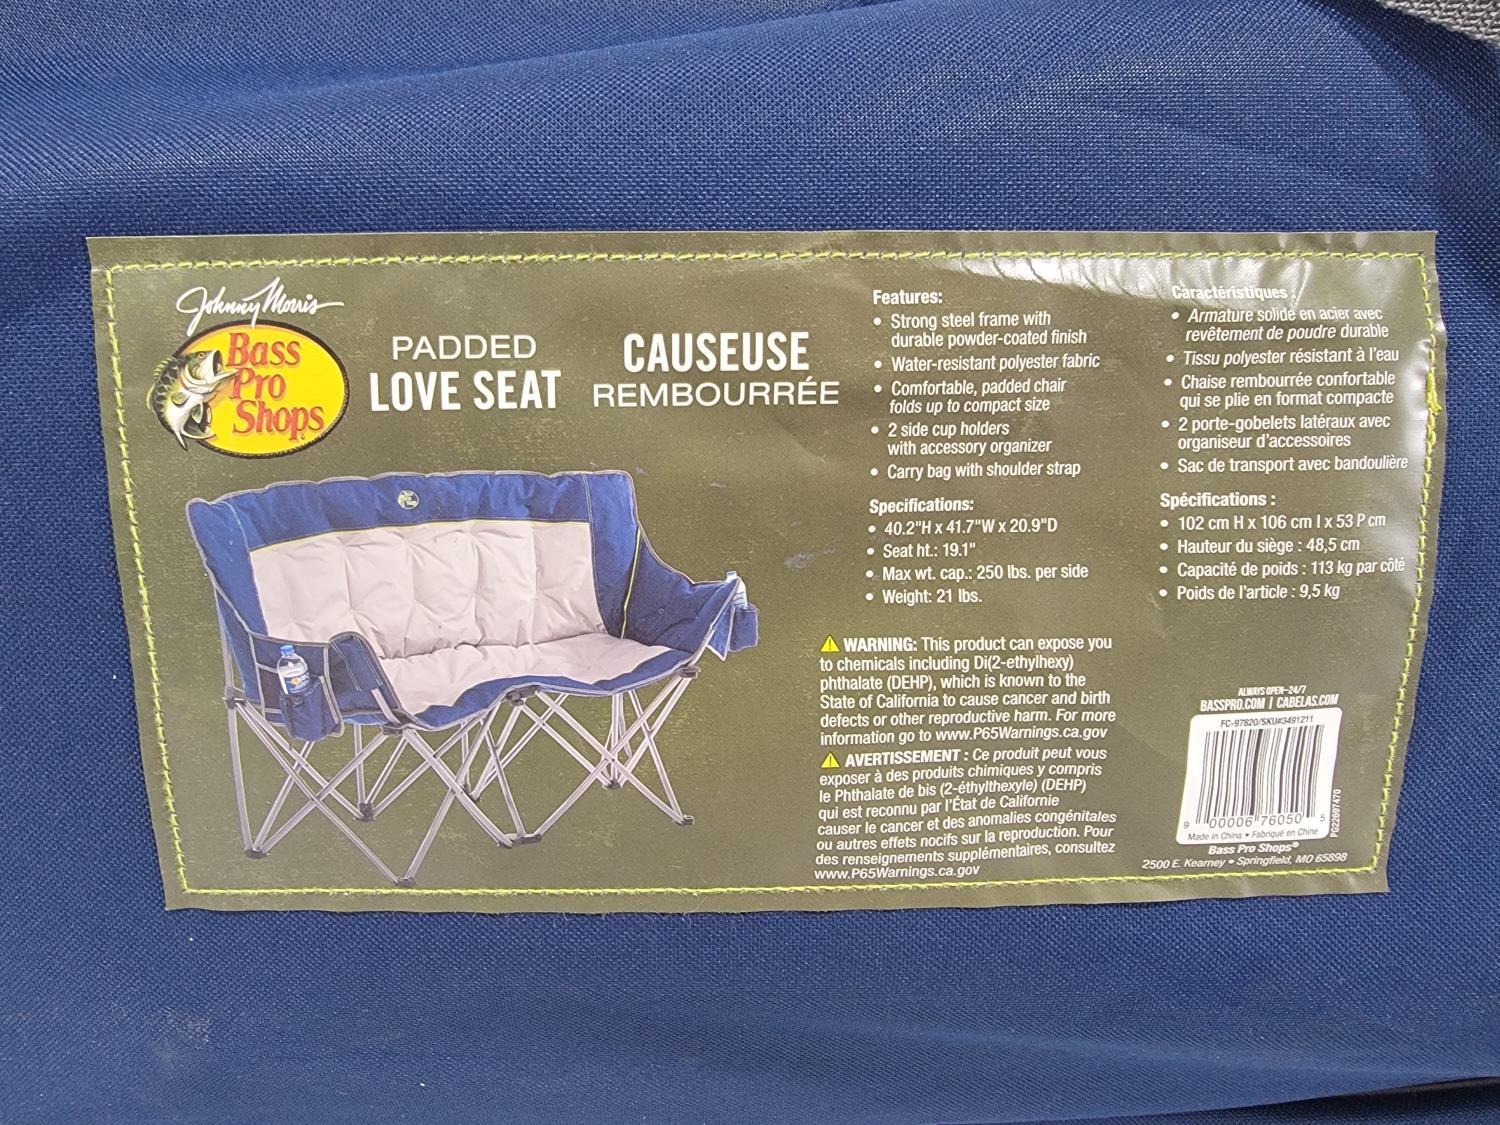 Johnny Morris
Bass
Pro
Shops
PADDED
LOVE SEAT
CAUSEUSE
REMBOURRÉE
Features:
• Strong steel frame with
durable powder-coated finish
• Water-resistant polyester fabric
• Comfortable, padded chair
folds up to compact size
• 2 side cup holders
with accessory organizer
• Carry bag with shoulder strap
Specifications:
• 40.2"H x 41.7"W x 20.9"D
• Seat ht.: 19.1"
• Max wt. cap.: 250 lbs. per side
• Weight: 21 lbs.
Caractéristiques :
• Armature solide en acier avec
revêtement de poudre durable
• Tissu polyester résistant à l'eau
• Chaise rembourrée confortable
qui se plie en format compacte
• 2 porte-gobelets latéraux avec
organiseur d'accessoires
• Sac de transport avec bandoulière
Spécifications :
• 102 cm H x 106 cm l x 53 P cm
• Hauteur du siège : 48,5 cm
• Capacité de poids : 113 kg par côté
• Poids de l'article : 9,5 kg
WARNING: This product can expose you
to chemicals including Di(2-ethylhexy)
phthalate (DEHP), which is known to the
State of California to cause cancer and birth
defects or other reproductive harm. For more
information go to www.P65Warnings.ca.gov
AVERTISSEMENT : Ce produit peut vous
exposer à des produits chimiques y compris
le Phthalate de bis (2-éthylthexyle) (DEHP)
qui est reconnu par l'État de Californie
causer le cancer et des anomalies congénitales
ou autres effets nocifs sur la reproduction. Pour
des renseignements supplémentaires, consultez
www.P65Warnings.ca.gov
ALWAYS OPEN–24/7
BASSPRO.COM | CABELAS.COM
FC-97820/SKU#3491211
9 00006 76050 5
Made in China • Fabriqué en Chine
PO22607470
Bass Pro Shops®
2500 E. Kearney • Springfield, MO 65898